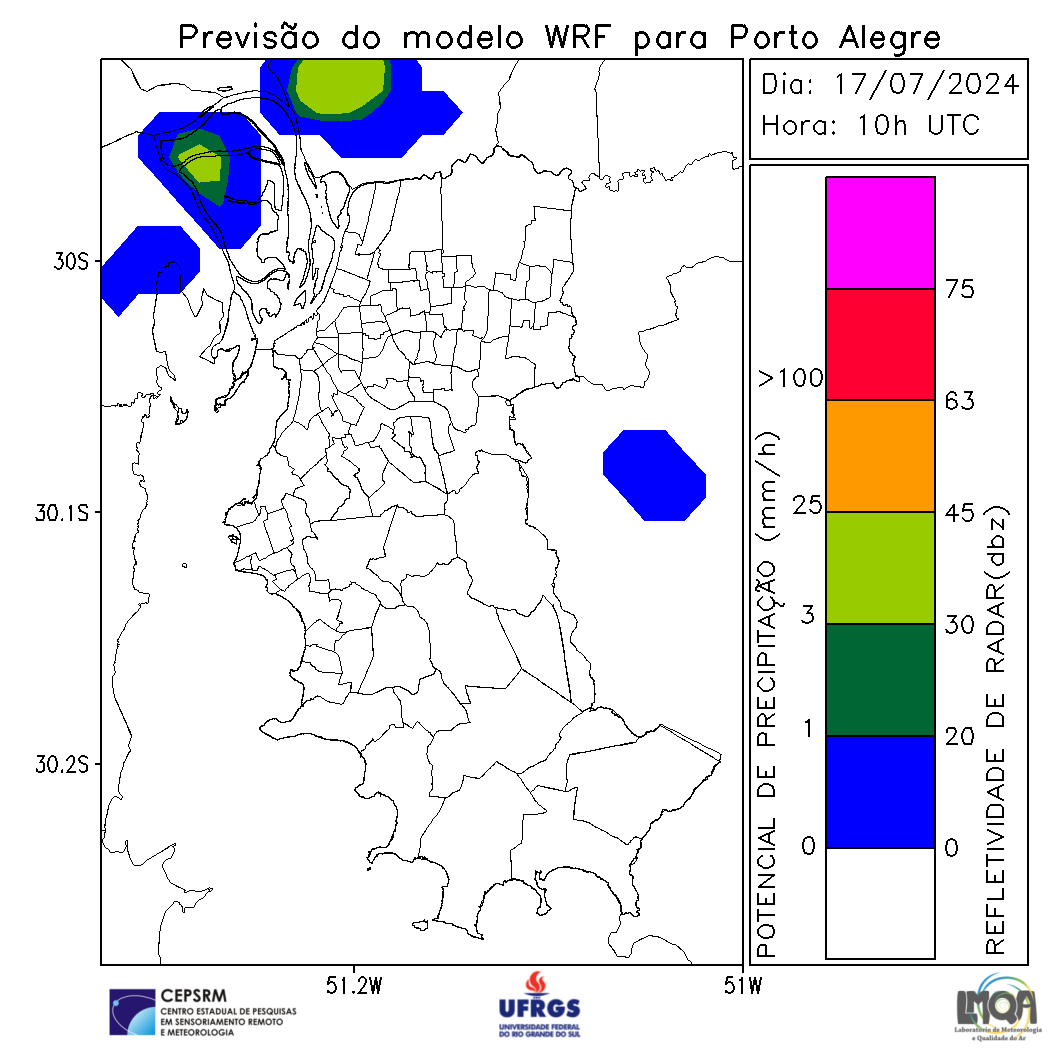 Previsão do modelo WRF para Porto Alegre
Dia: 17/07/2024
Hora: 10h UTC
30S
30.1S
30.2S
51.2W
51W
POTENCIAL DE PRECIPITAÇÃO (mm/h)
>100
25
3
1
0
75
63
45
30
20
0
REFLETIVIDADE DE RADAR(dbz)
CEPSRM
CENTRO ESTADUAL DE PESQUISAS
EM SENSORIAMENTO REMOTO
E METEOROLOGIA
UFRGS
UNIVERSIDADE FEDERAL
DO RIO GRANDE DO SUL
LMQA
Laboratório de Meteorologia
e Qualidade do Ar